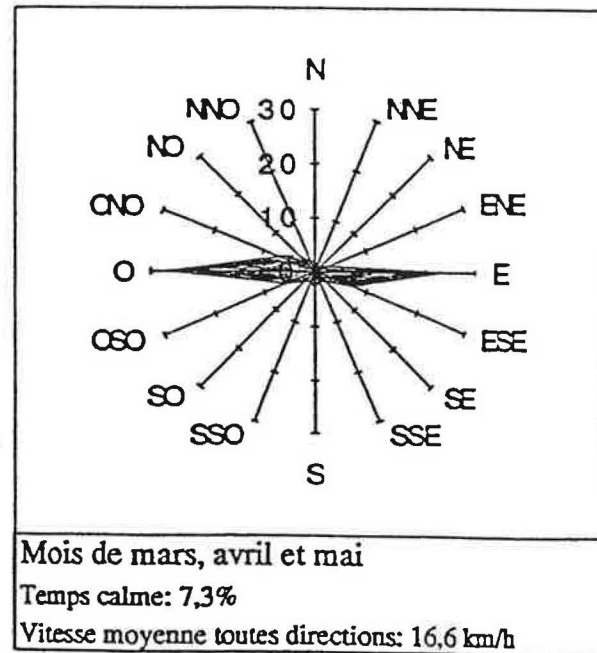 N
NNO 30 NNE
NO 20 NE
ONO 10 ENE
O 0 E
OSO ESE
SO SE
SSO SSE
S
Mois de mars, avril et mai
Temps calme: 7,3%
Vitesse moyenne toutes directions: 16,6 km/h